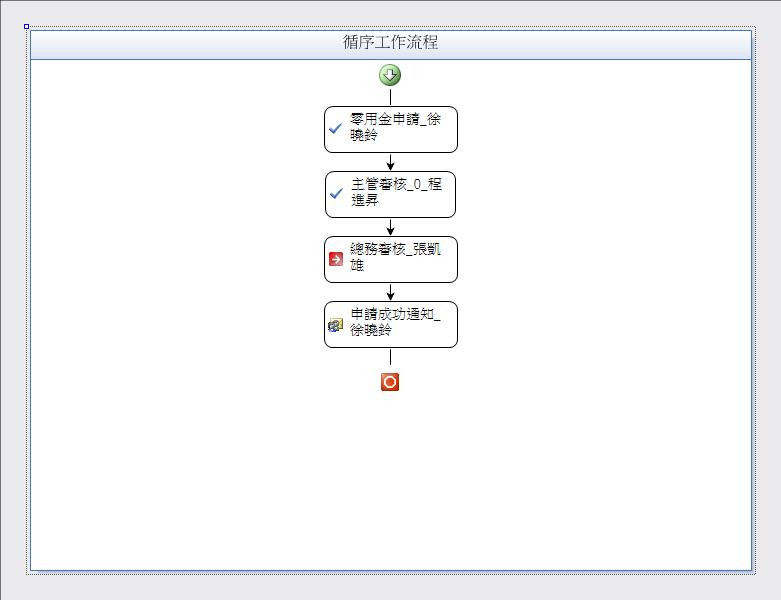 循序工作流程
零用金申請_徐
曉鈴
主管審核_0_程
進昇
總務審核_張凱
雄
申請成功通知_
徐曉鈴